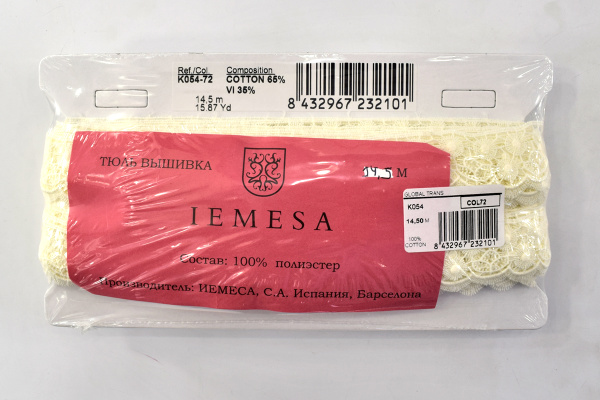 Ref./Col. Composition
K054-72 COTTON 65%
VI 35%
14,5 m
15.87 Yd
8 432967 232101
ТЮЛЬ ВЫШИВКА
14,5 М
IEMESA
Состав: 100% полиэстер
Производитель: ИЕМЕСА, С.А. Испания, Барселона
GLOBAL TRANS
K054 COL72
14,50 M
100%
COTTON
8 432967 232101